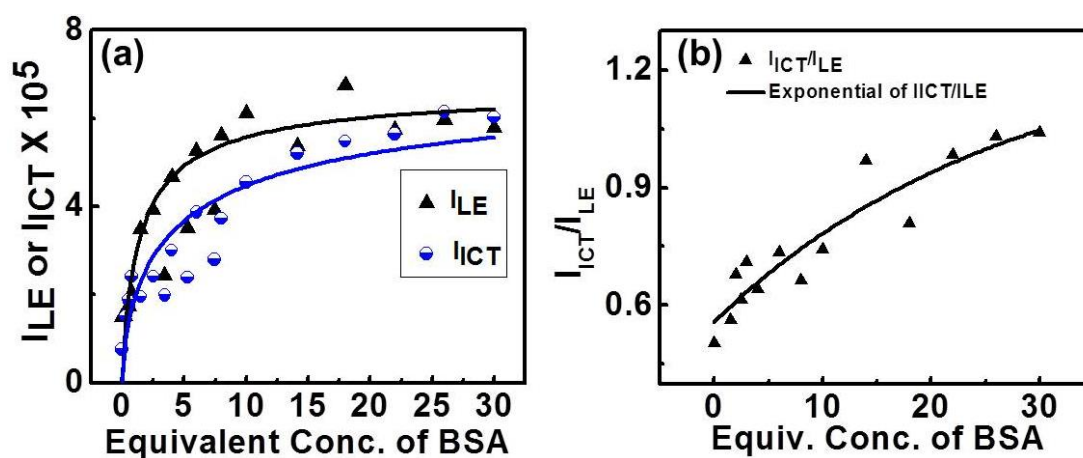 (a)
I_LE or I_ICT X 10^5
8
4
0
I_LE
I_ICT
0 5 10 15 20 25 30
Equivalent Conc. of BSA
(b)
I_ICT/I_LE
Exponential of IICT/ILE
I_ICT/I_LE
1.2
0.9
0.6
0 10 20 30
Equiv. Conc. of BSA